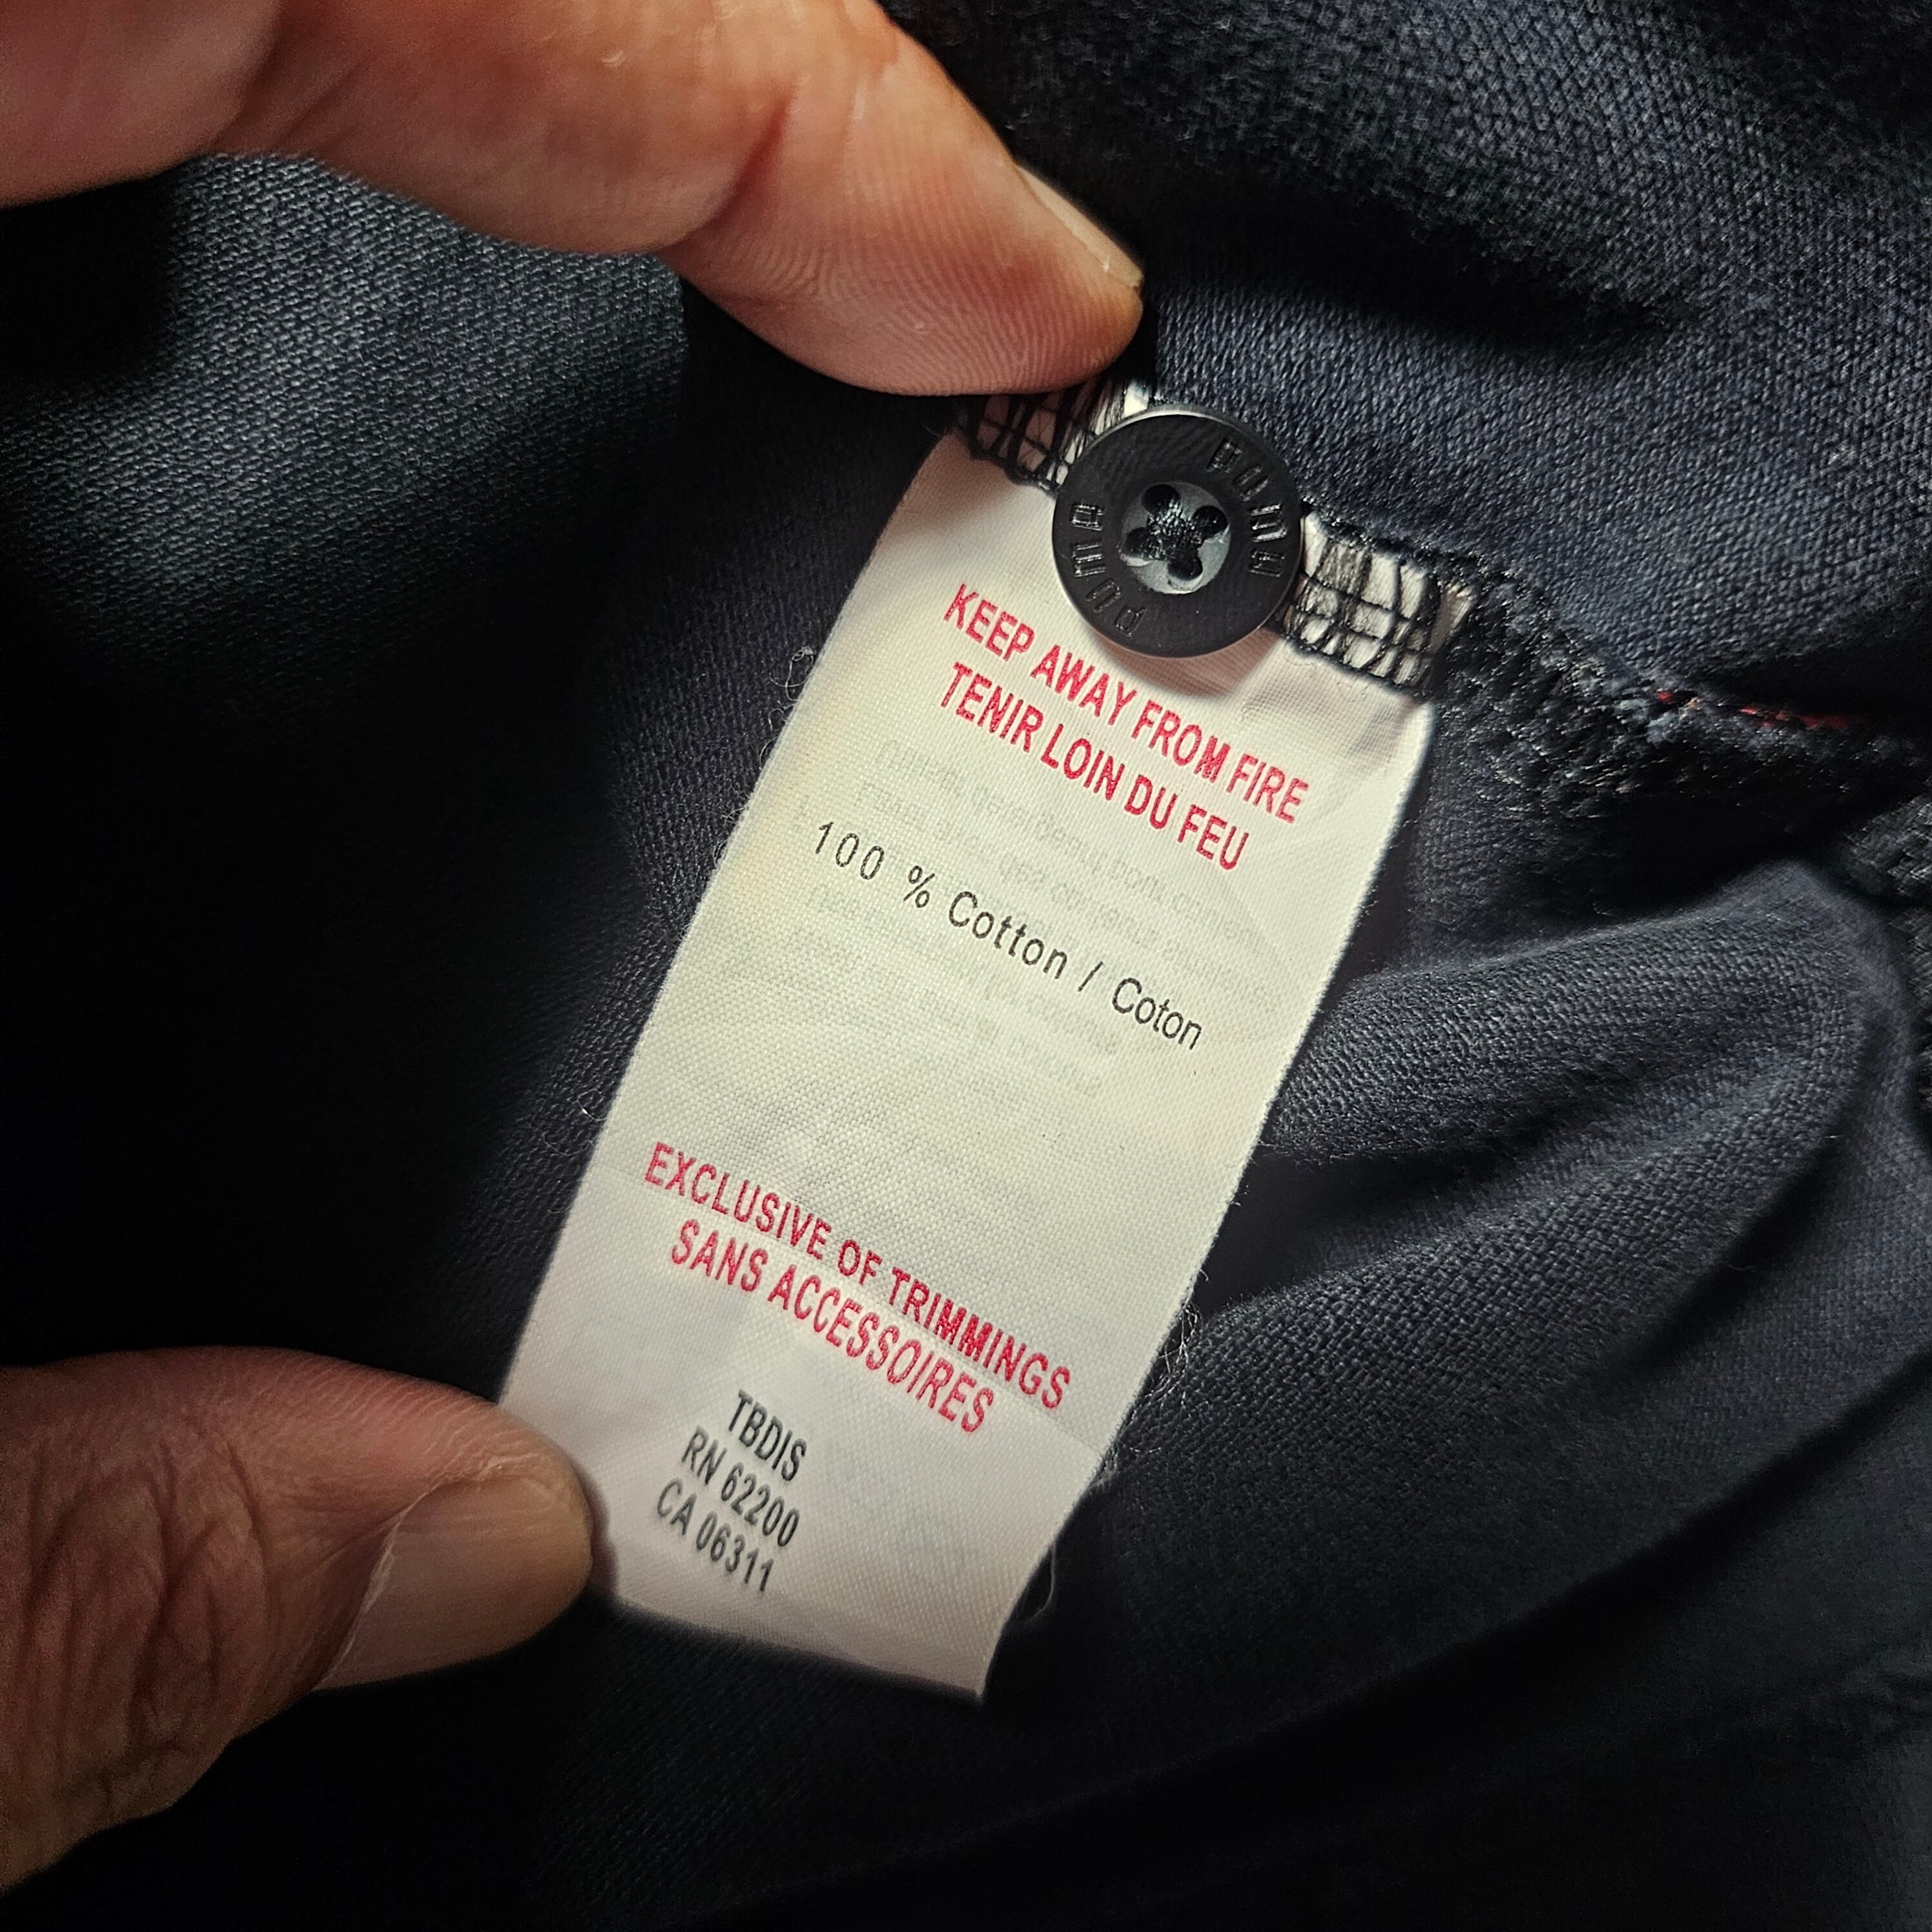 KEEP AWAY FROM FIRE
TENIR LOIN DU FEU
100 % Cotton / Coton
EXCLUSIVE OF TRIMMINGS
SANS ACCESSOIRES
TBDIS
RN 62200
CA 06311